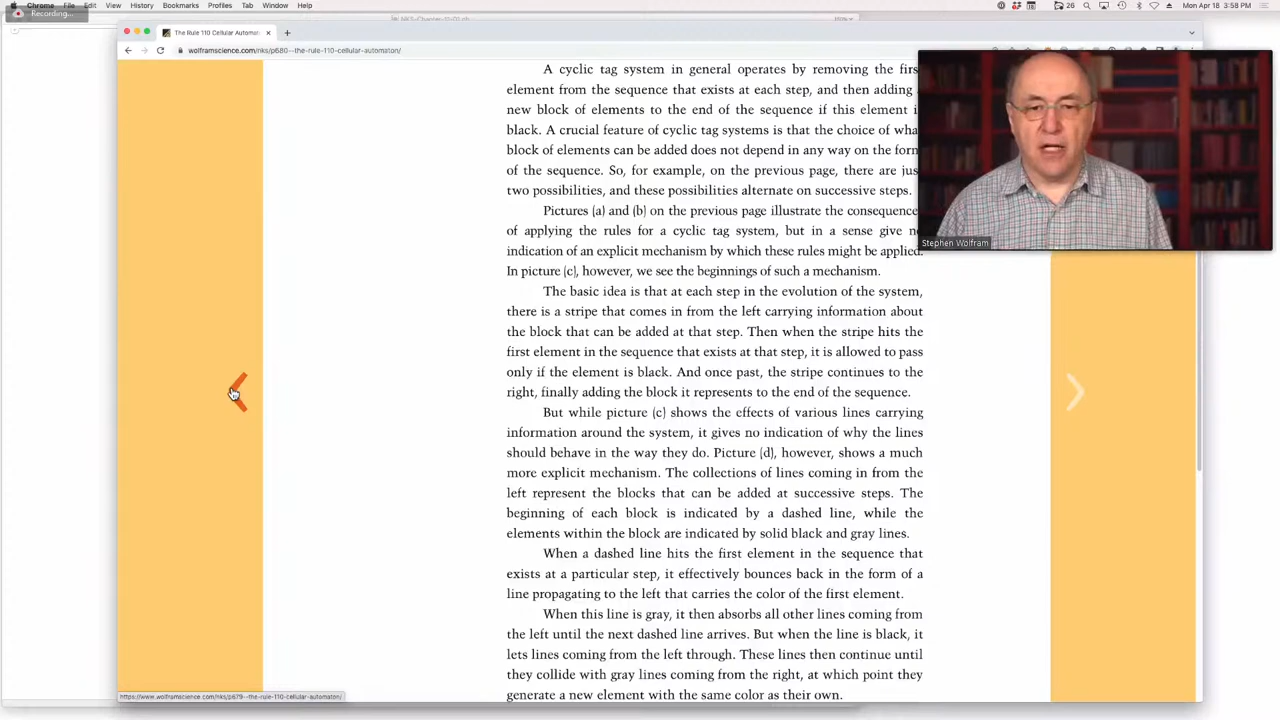 Chrome File Edit View History Bookmarks Profiles Tab Window Help
26 Mon Apr 18 3:58 PM
Recording...
The Rule 110 Cellular Automat
wolframscience.com/nks/p680--the-rule-110-cellular-automaton/
A cyclic tag system in general operates by removing the firs
element from the sequence that exists at each step, and then adding
new block of elements to the end of the sequence if this element i
black. A crucial feature of cyclic tag systems is that the choice of wha
block of elements can be added does not depend in any way on the form
of the sequence. So, for example, on the previous page, there are jus
two possibilities, and these possibilities alternate on successive steps.
Pictures (a) and (b) on the previous page illustrate the consequence
of applying the rules for a cyclic tag system, but in a sense give n
indication of an explicit mechanism by which these rules might be applied.
In picture (c), however, we see the beginnings of such a mechanism.
The basic idea is that at each step in the evolution of the system,
there is a stripe that comes in from the left carrying information about
the block that can be added at that step. Then when the stripe hits the
first element in the sequence that exists at that step, it is allowed to pass
only if the element is black. And once past, the stripe continues to the
right, finally adding the block it represents to the end of the sequence.
But while picture (c) shows the effects of various lines carrying
information around the system, it gives no indication of why the lines
should behave in the way they do. Picture (d), however, shows a much
more explicit mechanism. The collections of lines coming in from the
left represent the blocks that can be added at successive steps. The
beginning of each block is indicated by a dashed line, while the
elements within the block are indicated by solid black and gray lines.
When a dashed line hits the first element in the sequence that
exists at a particular step, it effectively bounces back in the form of a
line propagating to the left that carries the color of the first element.
When this line is gray, it then absorbs all other lines coming from
the left until the next dashed line arrives. But when the line is black, it
lets lines coming from the left through. These lines then continue until
they collide with gray lines coming from the right, at which point they
generate a new element with the same color as their own.
Stephen Wolfram
https://www.wolframscience.com/nks/p679--the-rule-110-cellular-automaton/